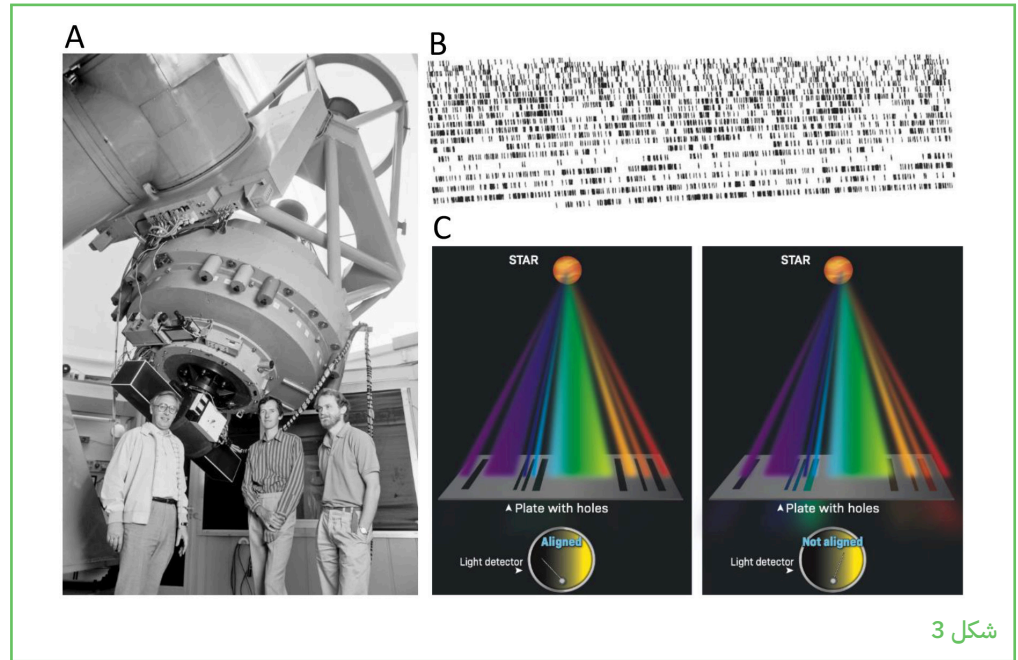 A
B
C
STAR
Plate with holes
Aligned
Light detector
STAR
Plate with holes
Not aligned
Light detector
شكل 3